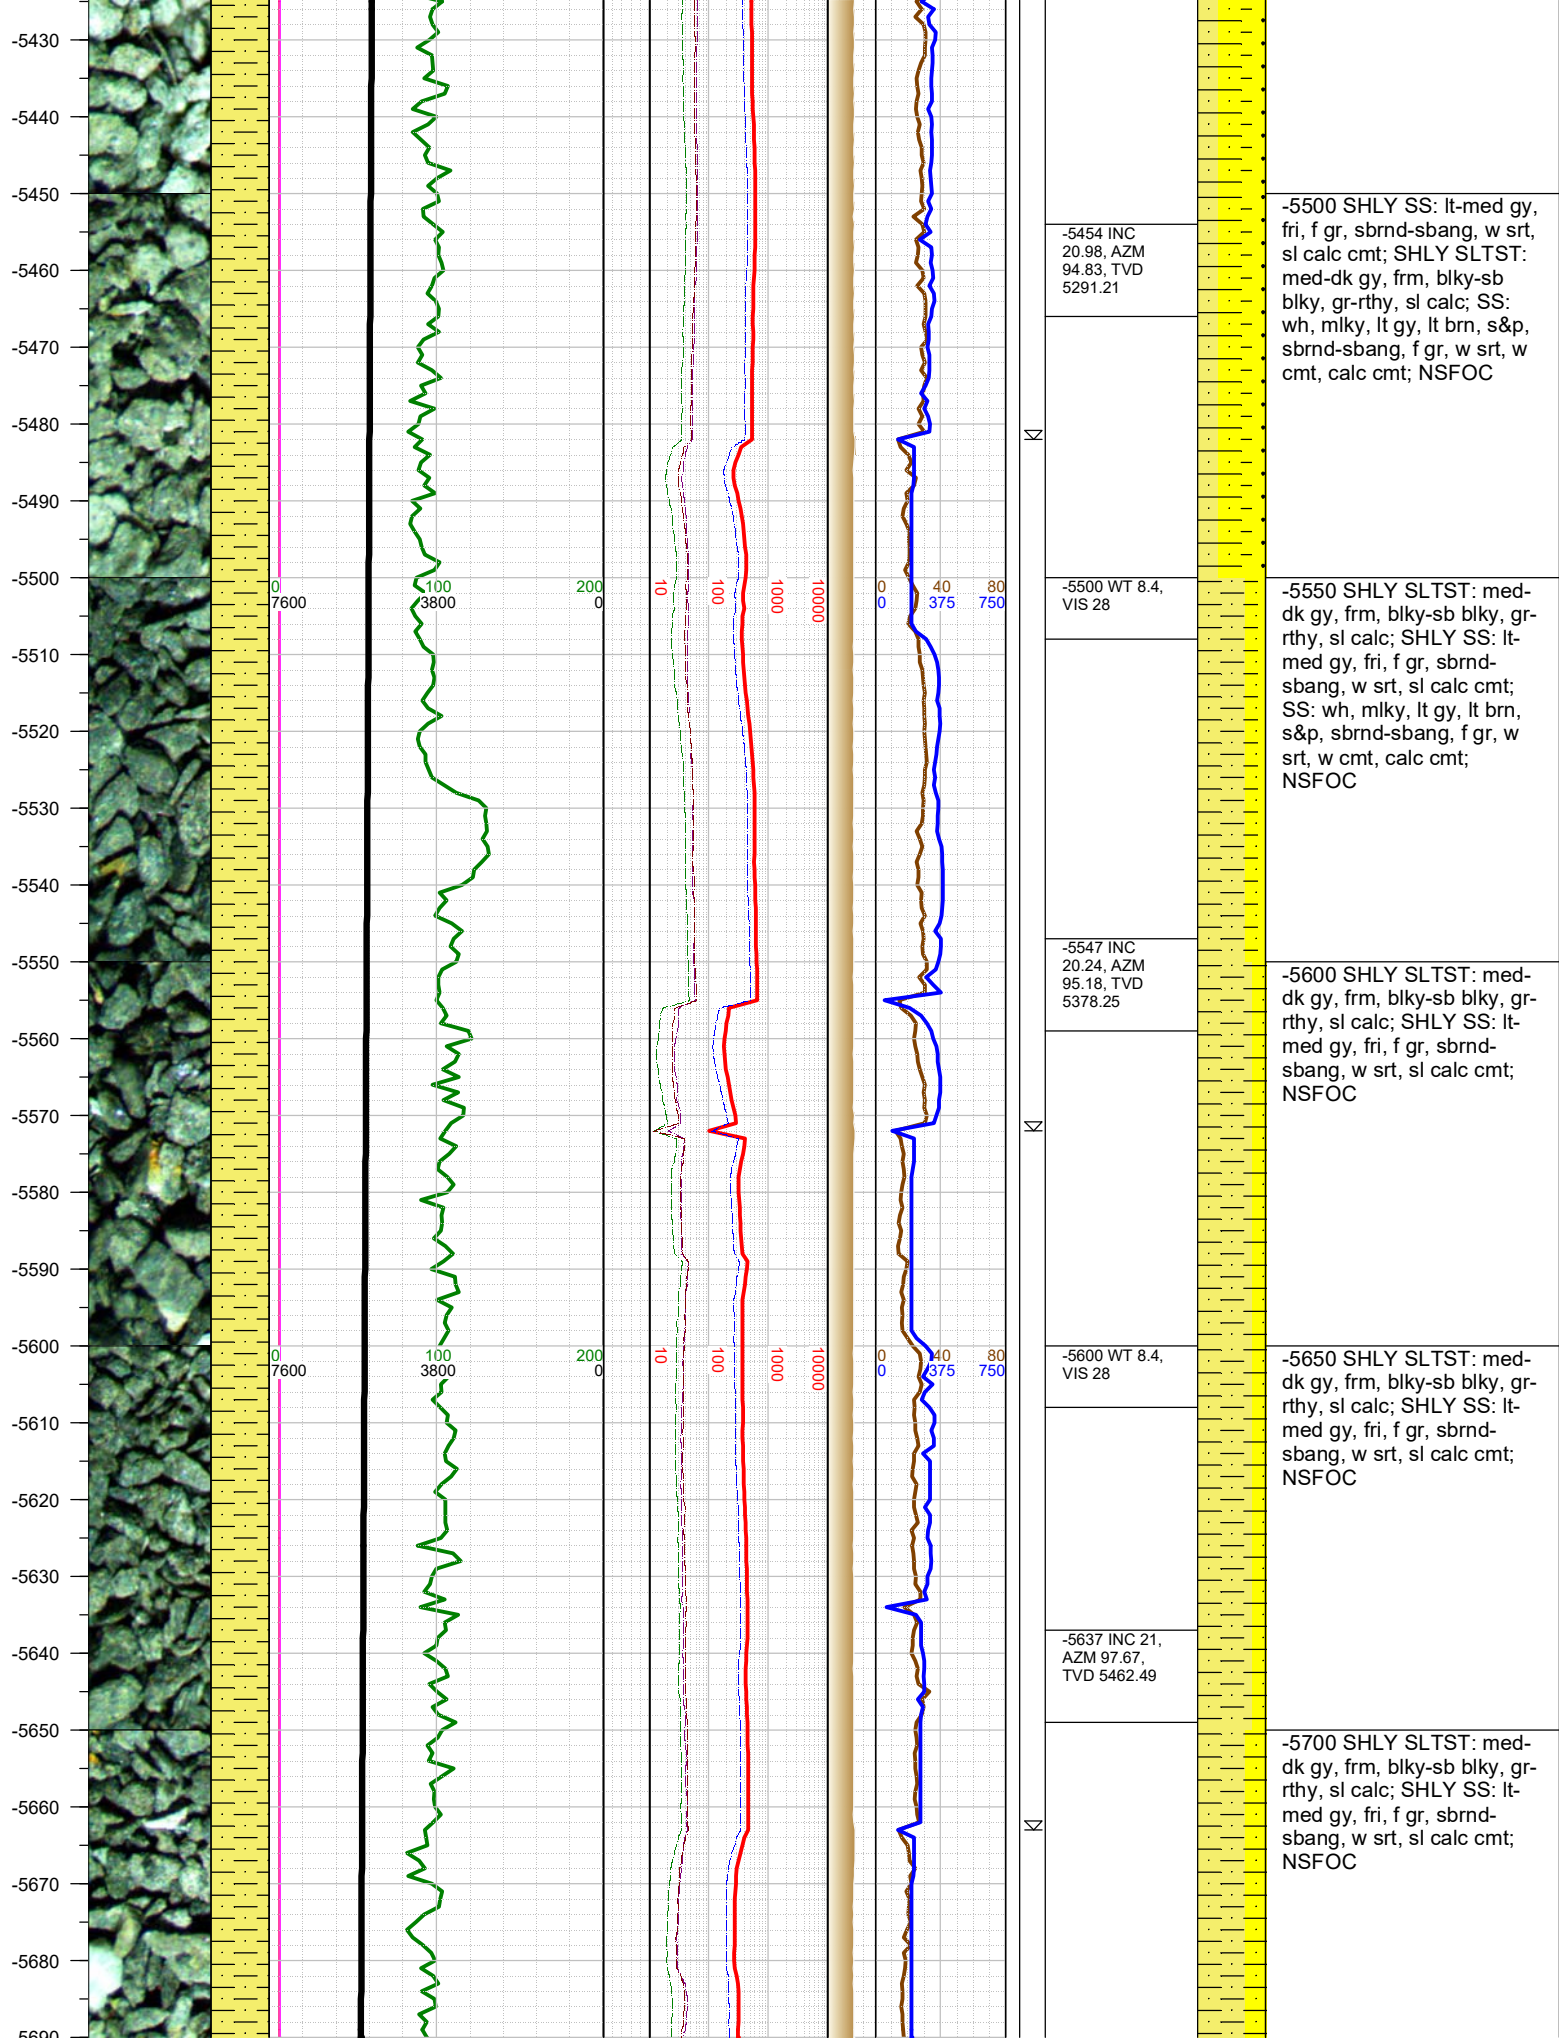 -5430
-5440
-5450
-5460
-5470
-5480
-5490
-5500
-5510
-5520
-5530
-5540
-5550
-5560
-5570
-5580
-5590
-5600
-5610
-5620
-5630
-5640
-5650
-5660
-5670
-5680
-5690
0 100 200
7600 3800 0
10 100 1000 10000
0 40 80
0 375 750
0 100 200
7600 3800 0
10 100 1000 10000
0 40 80
0 375 750
-5454 INC
20.98, AZM
94.83, TVD
5291.21
-5500 WT 8.4,
VIS 28
-5547 INC
20.24, AZM
95.18, TVD
5378.25
-5600 WT 8.4,
VIS 28
-5637 INC 21,
AZM 97.67,
TVD 5462.49
-5500 SHLY SS: lt-med gy,
fri, f gr, sbrnd-sbang, w srt,
sl calc cmt; SHLY SLTST:
med-dk gy, frm, blky-sb
blky, gr-rthy, sl calc; SS:
wh, mlky, lt gy, lt brn, s&p,
sbrnd-sbang, f gr, w srt, w
cmt, calc cmt; NSFOC
-5550 SHLY SLTST: med-
dk gy, frm, blky-sb blky, gr-
rthy, sl calc; SHLY SS: lt-
med gy, fri, f gr, sbrnd-
sbang, w srt, sl calc cmt;
SS: wh, mlky, lt gy, lt brn,
s&p, sbrnd-sbang, f gr, w
srt, w cmt, calc cmt;
NSFOC
-5600 SHLY SLTST: med-
dk gy, frm, blky-sb blky, gr-
rthy, sl calc; SHLY SS: lt-
med gy, fri, f gr, sbrnd-
sbang, w srt, sl calc cmt;
NSFOC
-5650 SHLY SLTST: med-
dk gy, frm, blky-sb blky, gr-
rthy, sl calc; SHLY SS: lt-
med gy, fri, f gr, sbrnd-
sbang, w srt, sl calc cmt;
NSFOC
-5700 SHLY SLTST: med-
dk gy, frm, blky-sb blky, gr-
rthy, sl calc; SHLY SS: lt-
med gy, fri, f gr, sbrnd-
sbang, w srt, sl calc cmt;
NSFOC